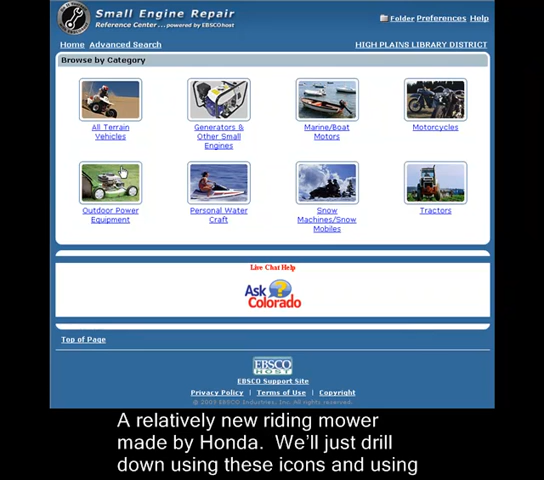 Small Engine Repair
Reference Center ...powered by EBSCOhost
Folder Preferences Help
Home Advanced Search
HIGH PLAINS LIBRARY DISTRICT
Browse by Category
All Terrain Vehicles
Generators & Other Small Engines
Marine/Boat Motors
Motorcycles
Outdoor Power Equipment
Personal Water Craft
Snow Machines/Snow Mobiles
Tractors
Live Chat Help
Ask ? Colorado
Top of Page
EBSCO HOST
EBSCO Support Site
Privacy Policy | Terms of Use | Copyright
© 2003 EBSCO Industries, Inc. All rights reserved.
A relatively new riding mower
made by Honda. We'll just drill
down using these icons and using